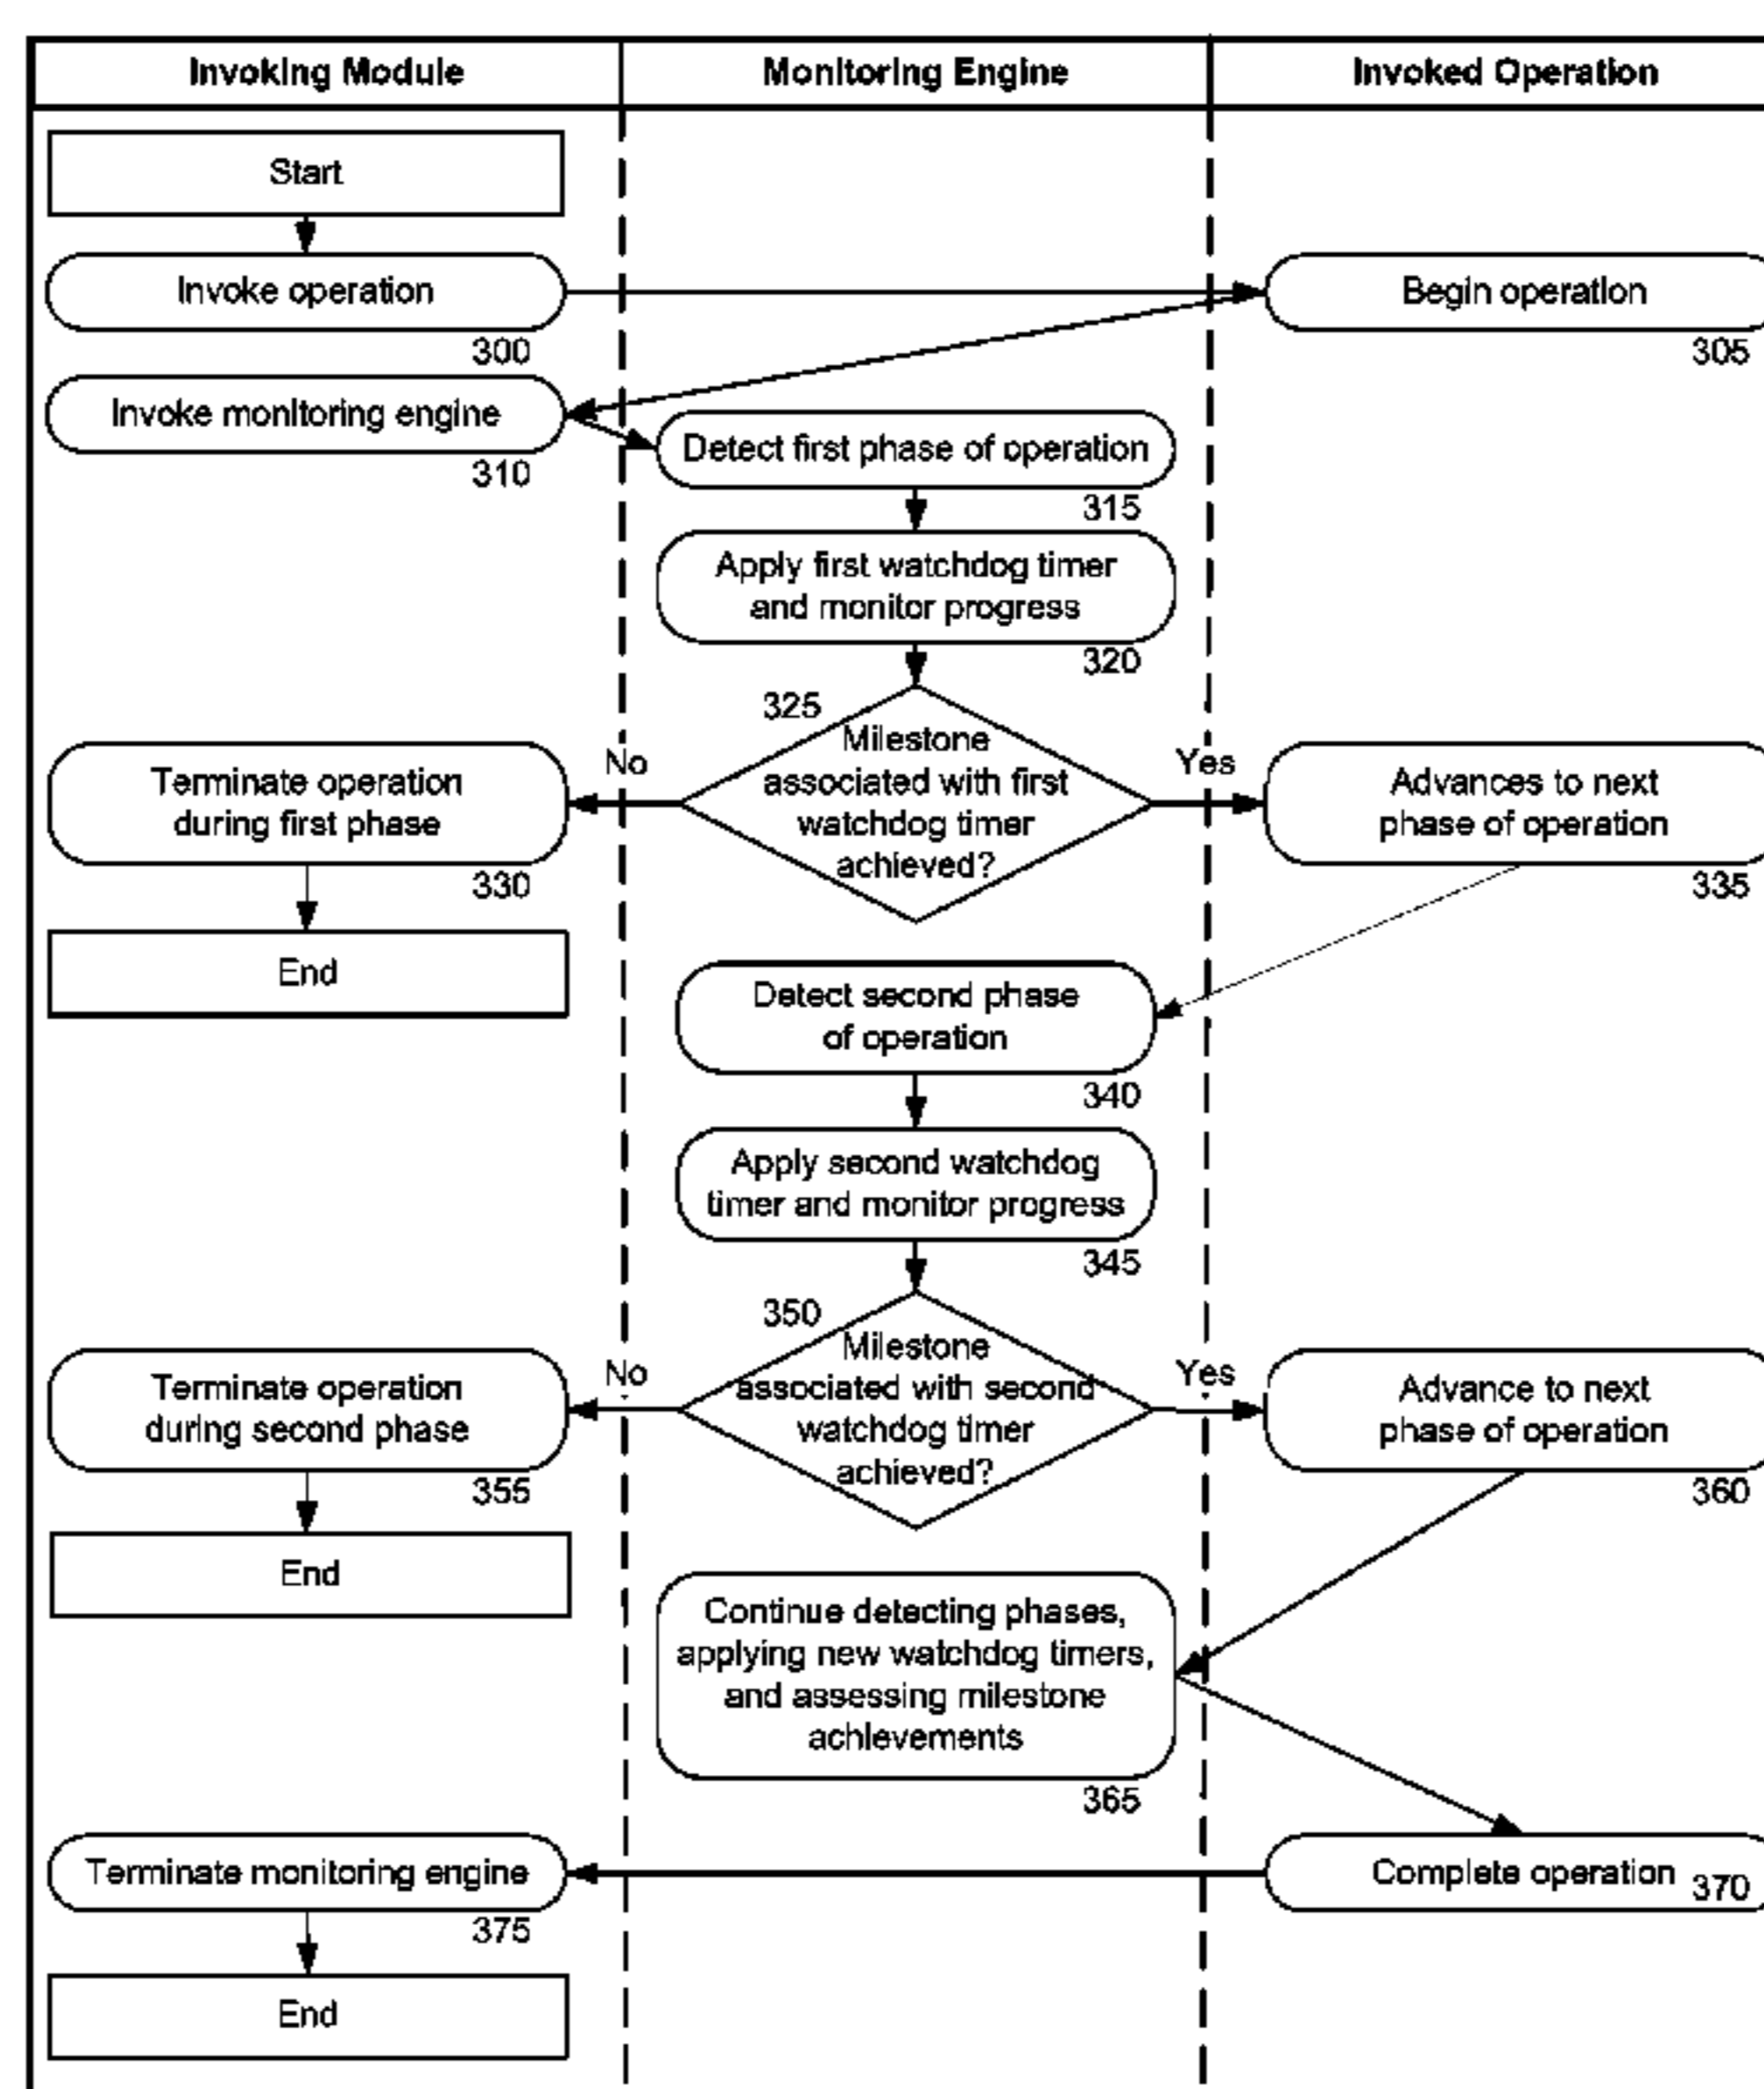 Invoking Module
Monitoring Engine
Invoked Operation
Start
Invoke operation
300
Begin operation
305
Invoke monitoring engine
310
Detect first phase of operation
315
Apply first watchdog timer
and monitor progress
320
325
Milestone
associated with first
watchdog timer
achieved?
No
Yes
Terminate operation
during first phase
330
Advances to next
phase of operation
335
End
Detect second phase
of operation
340
Apply second watchdog
timer and monitor progress
345
350
Milestone
associated with second
watchdog timer
achieved?
No
Yes
Terminate operation
during second phase
355
Advance to next
phase of operation
360
End
Continue detecting phases,
applying new watchdog timers,
and assessing milestone
achievements
365
Terminate monitoring engine
375
Complete operation
370
End